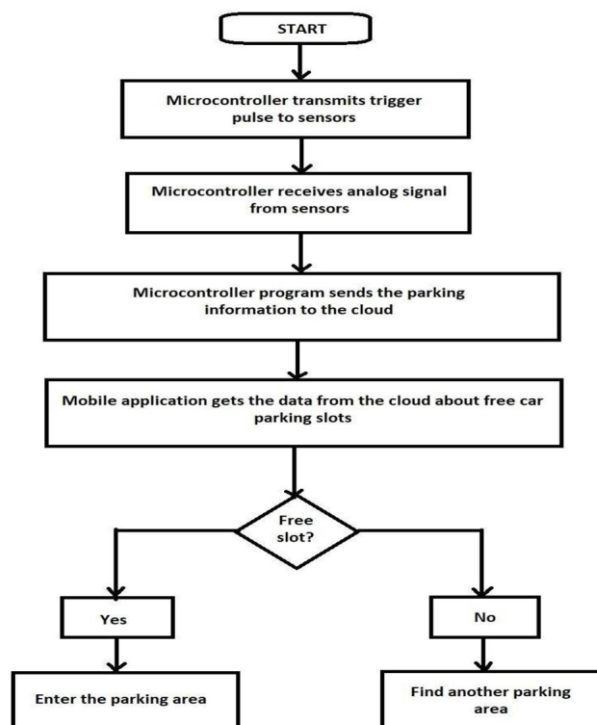 START
Microcontroller transmits trigger
pulse to sensors
Microcontroller receives analog signal
from sensors
Microcontroller program sends the parking
information to the cloud
Mobile application gets the data from the cloud about free car
parking slots
Free
slot?
Yes
No
Enter the parking area
Find another parking
area